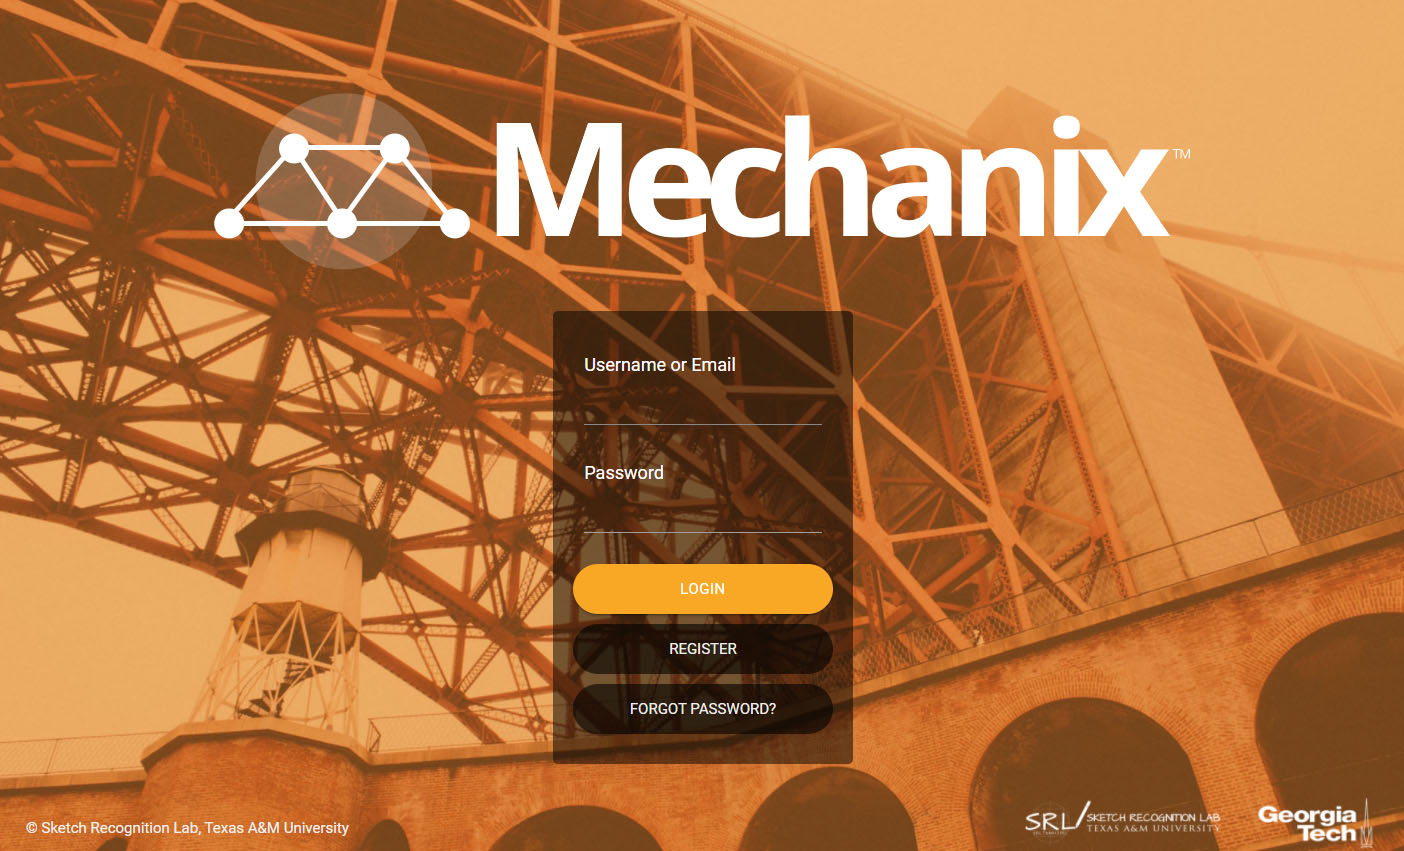 Mechanix™
Username or Email
Password
LOGIN
REGISTER
FORGOT PASSWORD?
© Sketch Recognition Lab, Texas A&M University
SRL/SKETCH RECOGNITION LAB
TEXAS A&M UNIVERSITY
Georgia
Tech